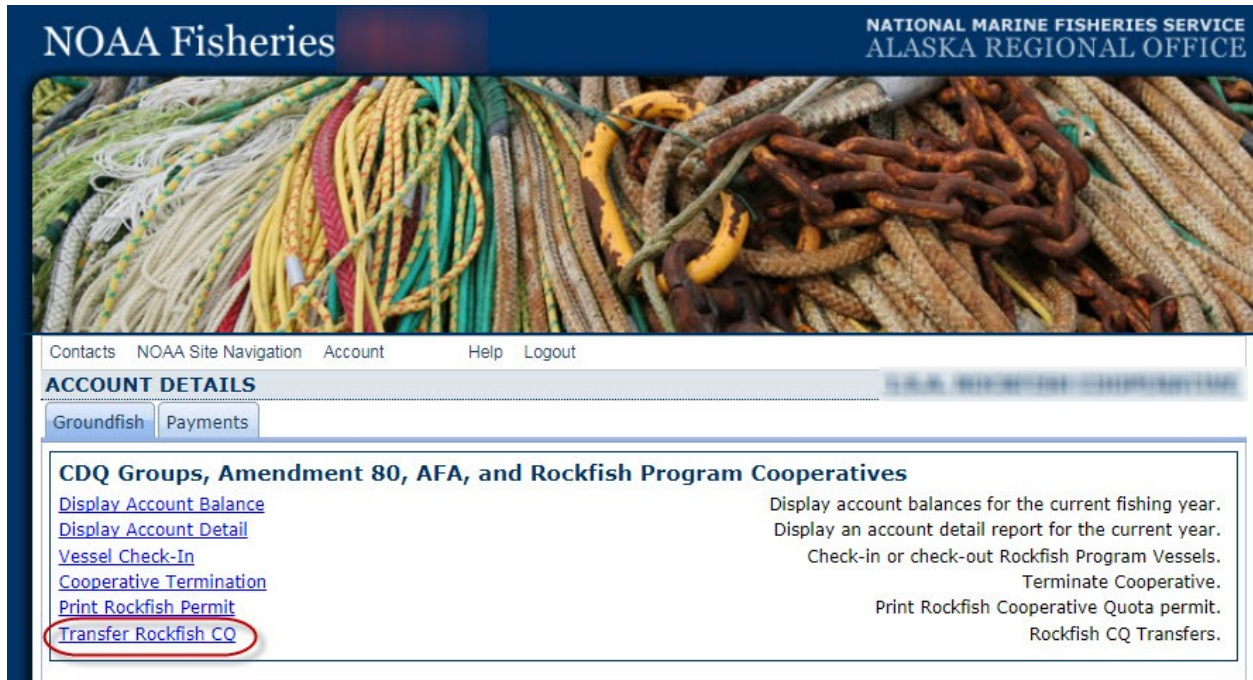 NOAA Fisheries
NATIONAL MARINE FISHERIES SERVICE
ALASKA REGIONAL OFFICE
Contacts NOAA Site Navigation Account Help Logout
ACCOUNT DETAILS
Groundfish Payments
CDQ Groups, Amendment 80, AFA, and Rockfish Program Cooperatives
Display Account Balance Display account balances for the current fishing year.
Display Account Detail Display an account detail report for the current year.
Vessel Check-In Check-in or check-out Rockfish Program Vessels.
Cooperative Termination Terminate Cooperative.
Print Rockfish Permit Print Rockfish Cooperative Quota permit.
Transfer Rockfish CQ Rockfish CQ Transfers.